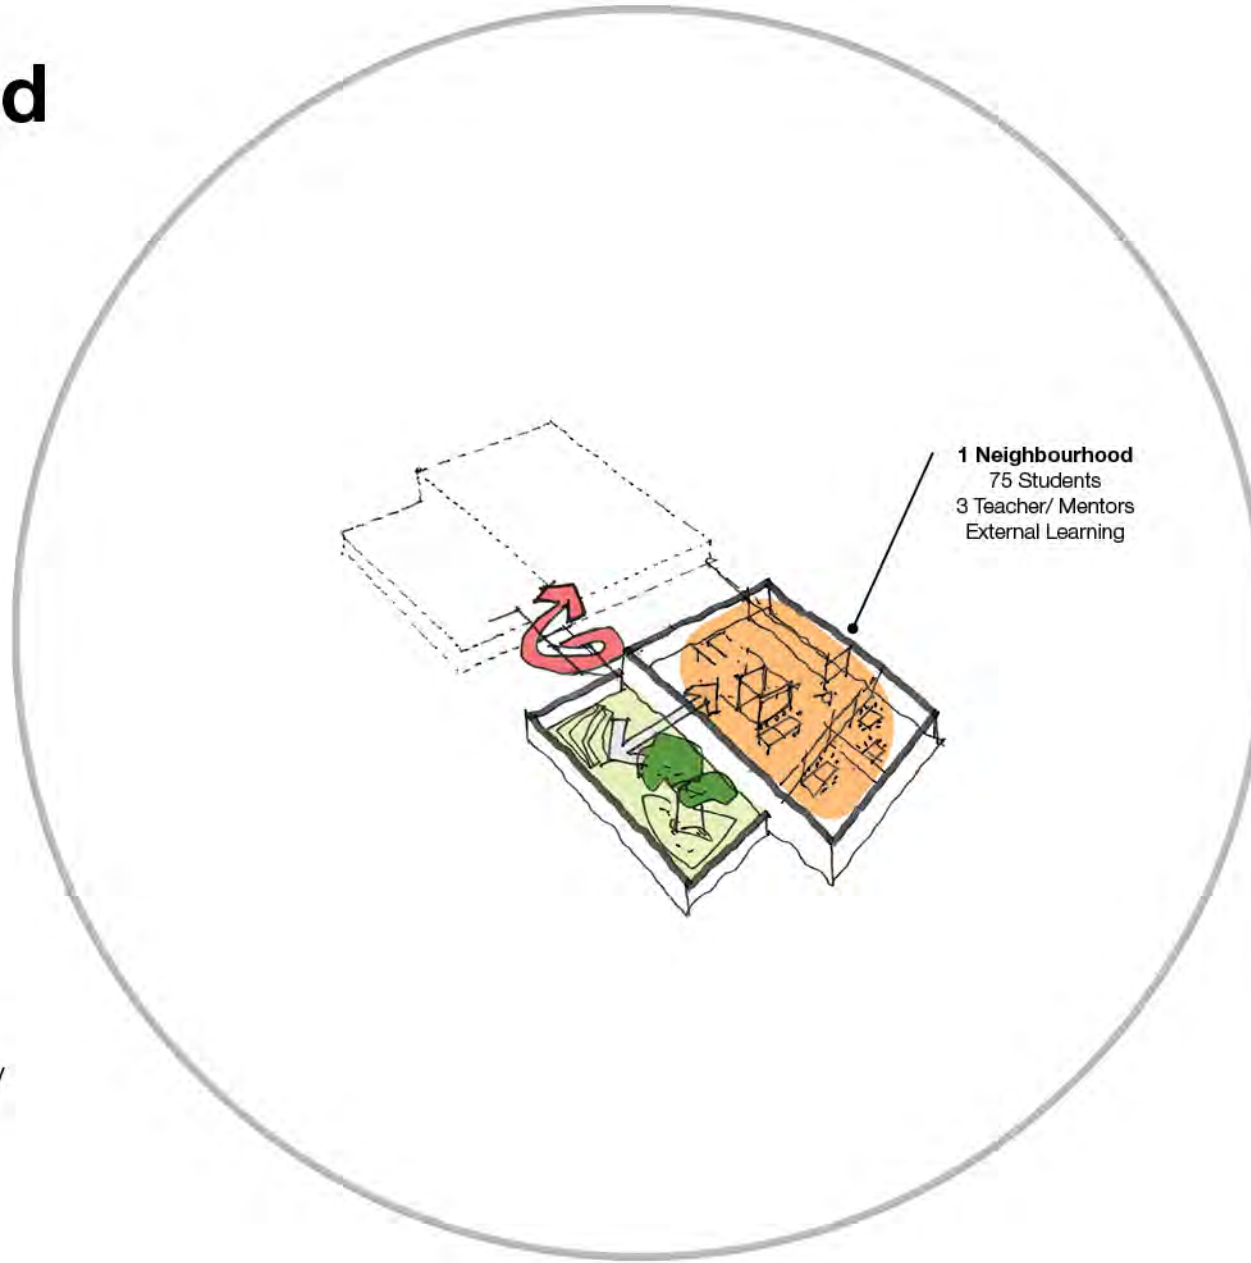 d
1 Neighbourhood
75 Students
3 Teacher/ Mentors
External Learning
y